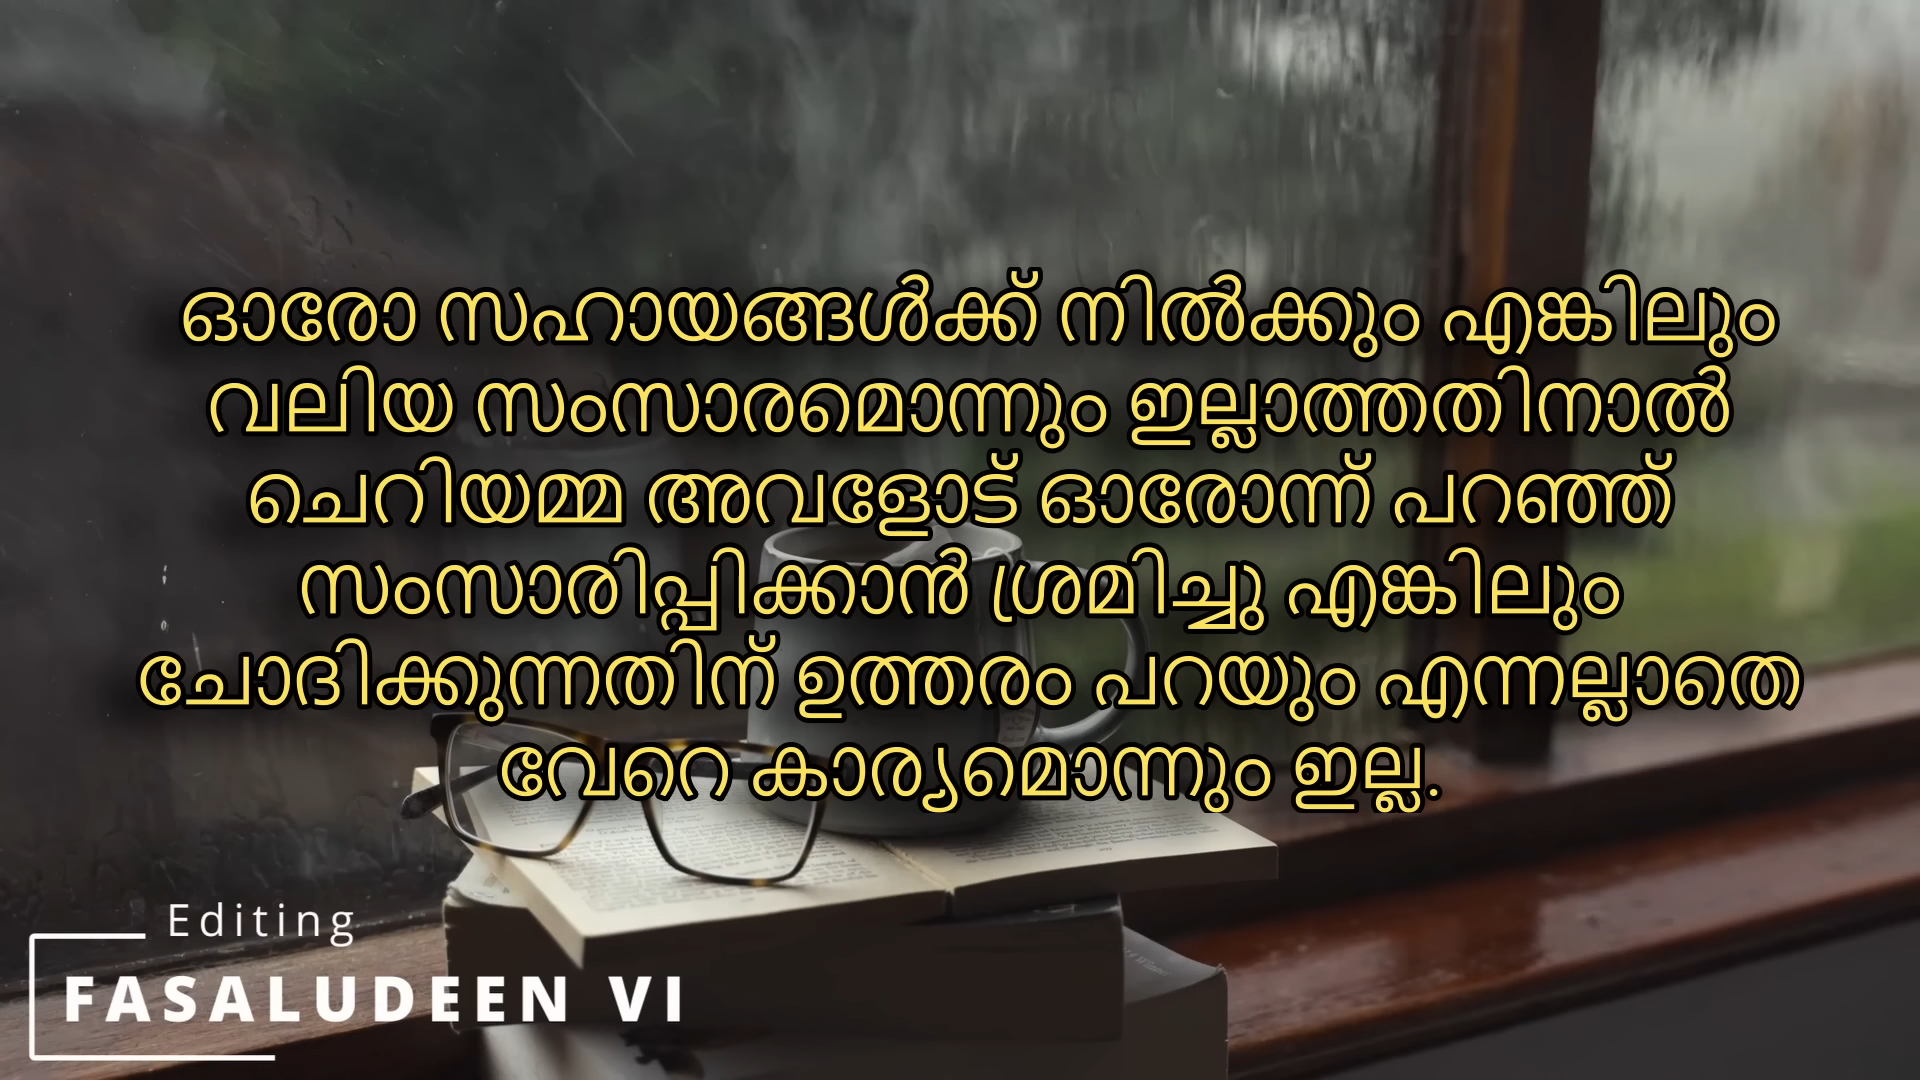 ഓരോ സഹായങ്ങൾക്ക് നിൽക്കും എങ്കിലും
വലിയ സംസാരമൊന്നും ഇല്ലാത്തതിനാൽ
ചെറിയമ്മ അവളോട് ഓരോന്ന് പറഞ്ഞ്
സംസാരിപ്പിക്കാൻ ശ്രമിച്ചു എങ്കിലും
ചോദിക്കുന്നതിന് ഉത്തരം പറയും എന്നല്ലാതെ
വേറെ കാര്യമൊന്നും ഇല്ല.
Editing
FASALUDEEN VI